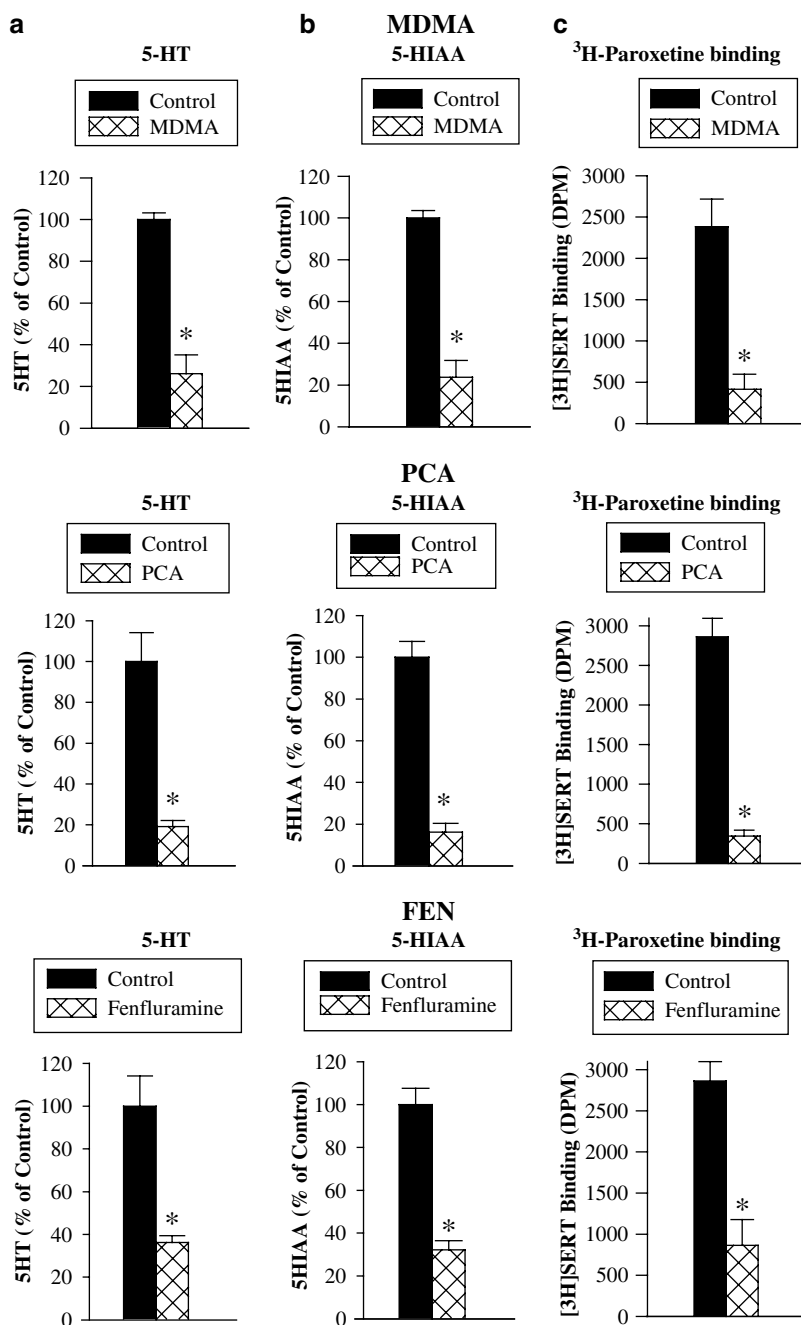 a
b
MDMA
c
5-HT
5-HIAA
³H-Paroxetine binding
Control
MDMA
Control
MDMA
Control
MDMA
5HT (% of Control)
120
100
80
60
40
20
0
*
5HIAA (% of Control)
120
100
80
60
40
20
0
*
[3H]SERT Binding (DPM)
3000
2500
2000
1500
1000
500
0
*
PCA
5-HT
5-HIAA
³H-Paroxetine binding
Control
PCA
Control
PCA
Control
PCA
5HT (% of Control)
120
100
80
60
40
20
0
*
5HIAA (% of Control)
120
100
80
60
40
20
0
*
[3H]SERT Binding (DPM)
3000
2500
2000
1500
1000
500
0
*
FEN
5-HT
5-HIAA
³H-Paroxetine binding
Control
Fenfluramine
Control
Fenfluramine
Control
Fenfluramine
5HT (% of Control)
120
100
80
60
40
20
0
*
5HIAA (% of Control)
120
100
80
60
40
30
0
*
[3H]SERT Binding (DPM)
3000
2500
2000
1500
1000
500
0
*